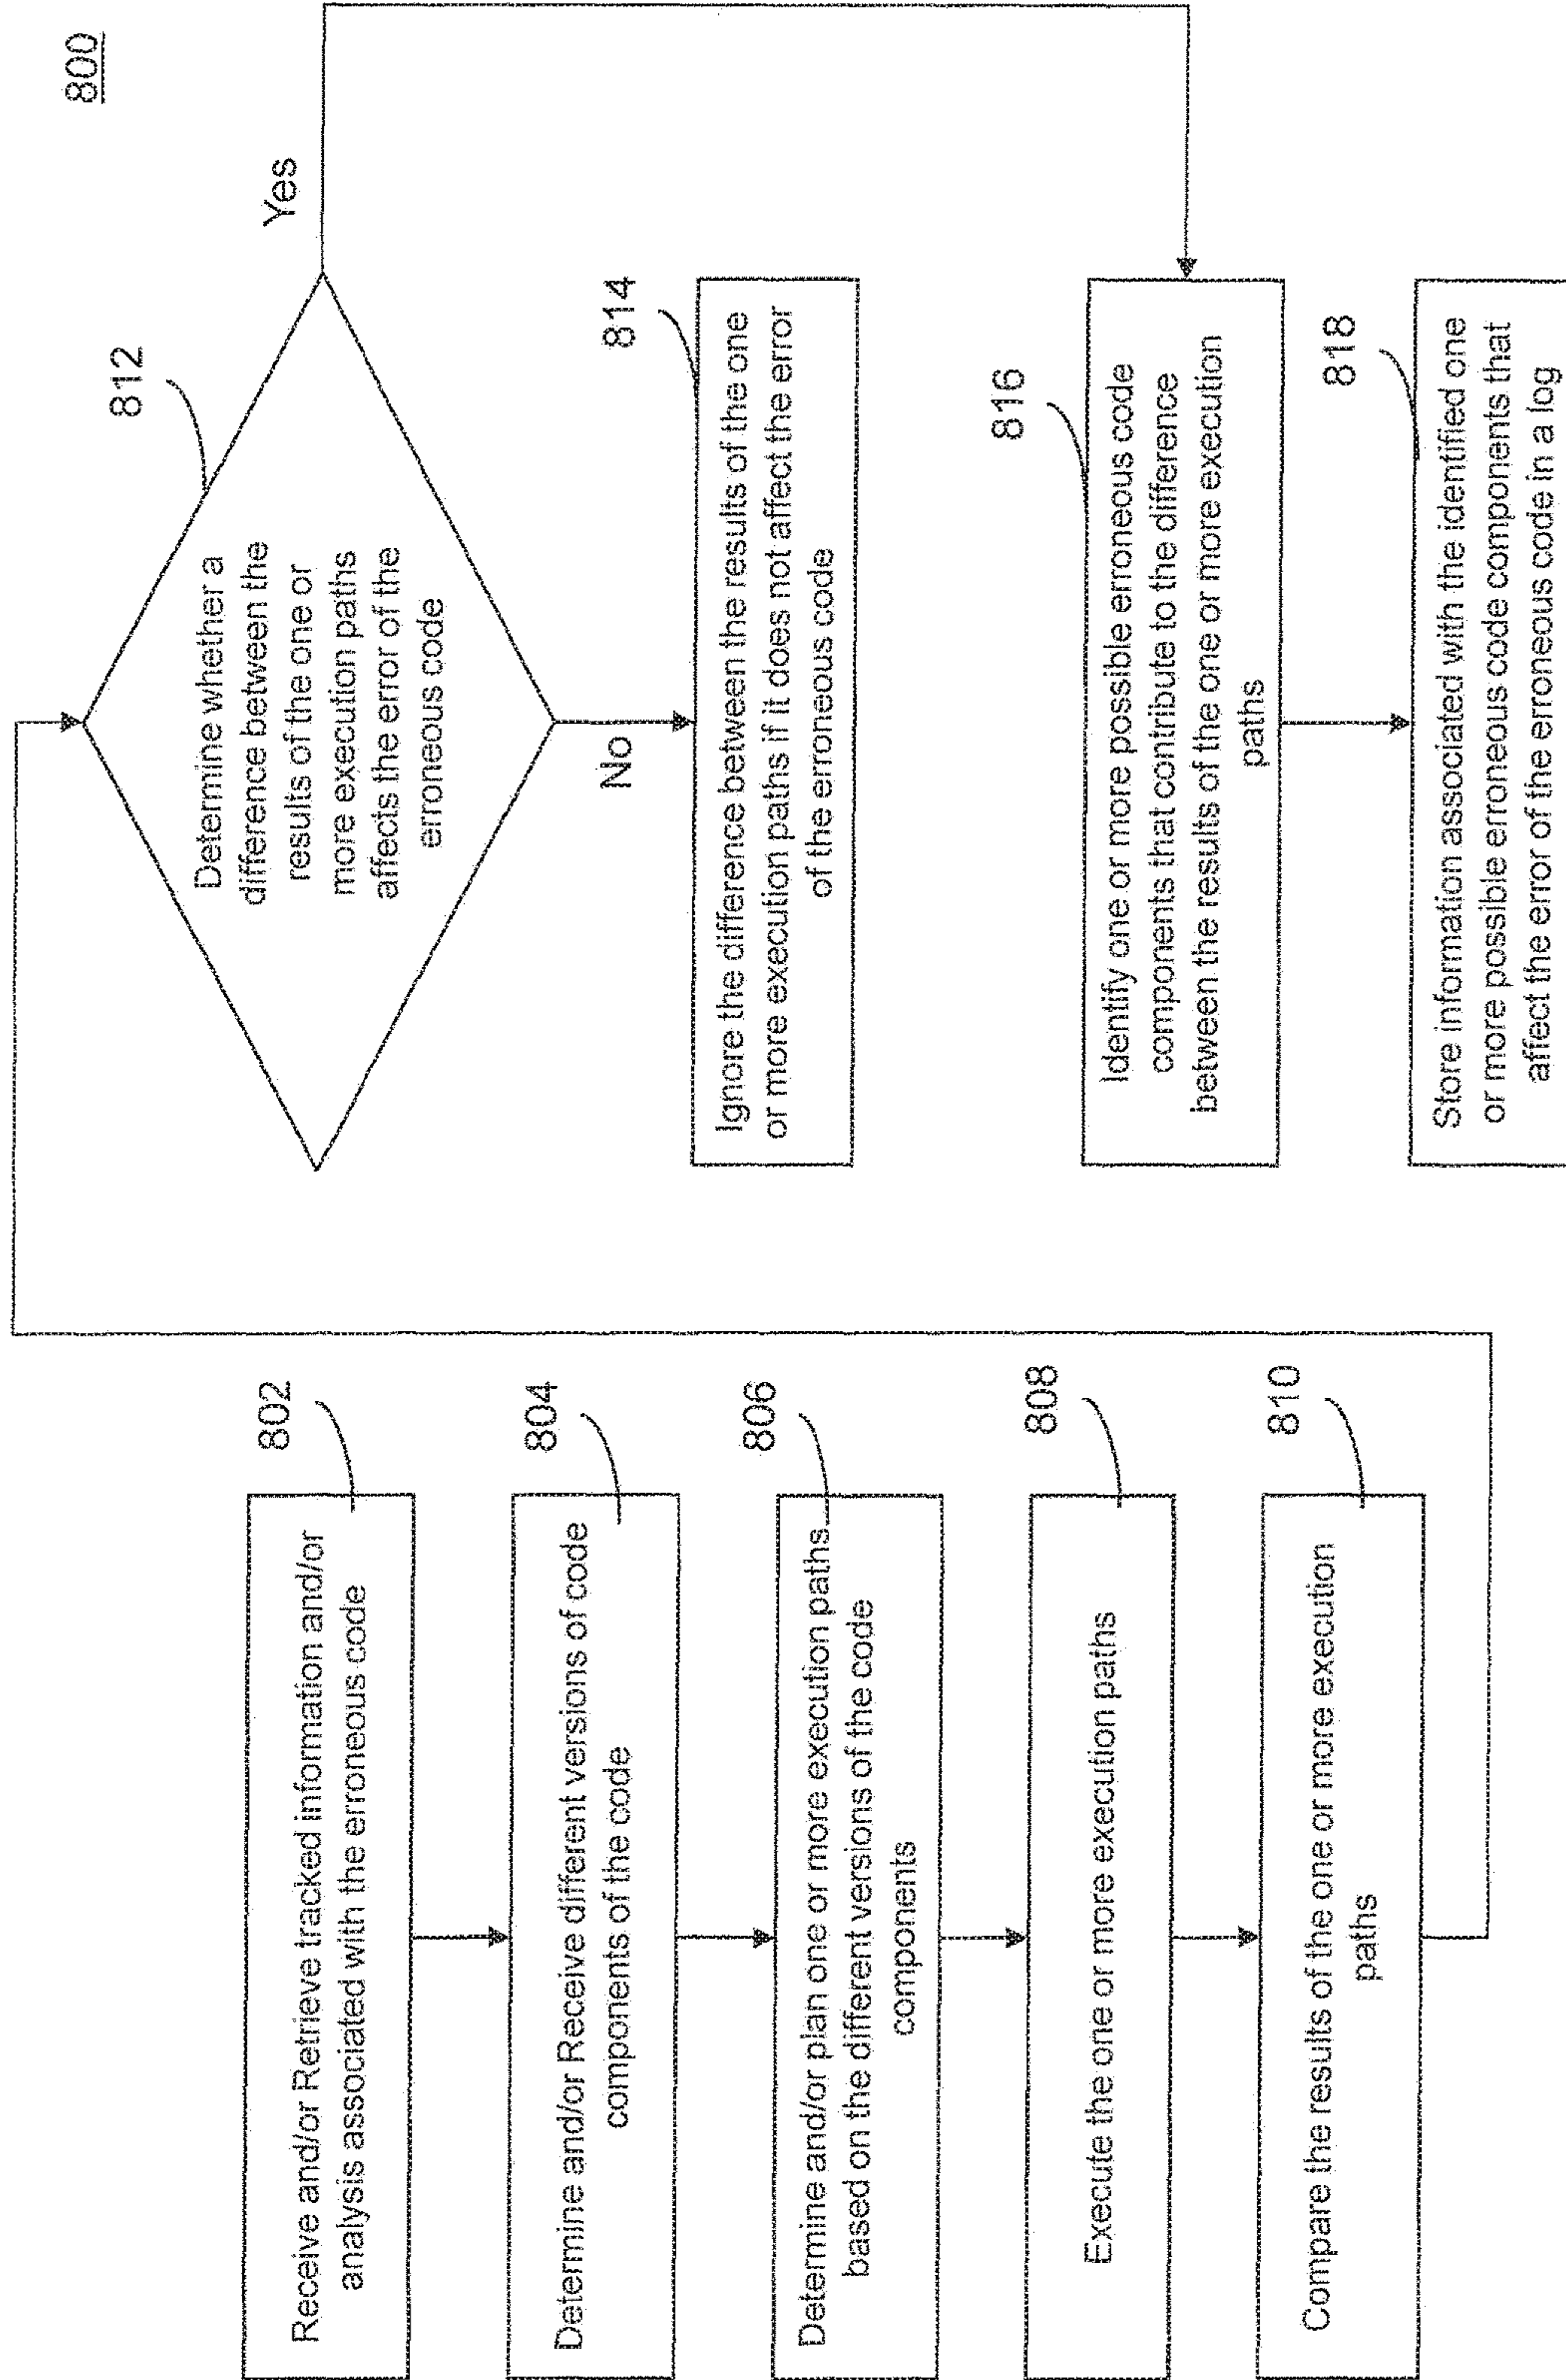 800
802
Receive and/or Retrieve tracked information and/or
analysis associated with the erroneous code
804
Determine and/or Receive different versions of code
components of the code
806
Determine and/or plan one or more execution paths
based on the different versions of the code
components
808
Execute the one or more execution paths
810
Compare the results of the one or more execution
paths
812
Determine whether a
difference between the
results of the one or
more execution paths
affects the error of the
erroneous code
Yes
No
814
Ignore the difference between the results of the one
or more execution paths if it does not affect the error
of the erroneous code
816
Identify one or more possible erroneous code
components that contribute to the difference
between the results of the one or more execution
paths
818
Store information associated with the identified one
or more possible erroneous code components that
affect the error of the erroneous code in a log